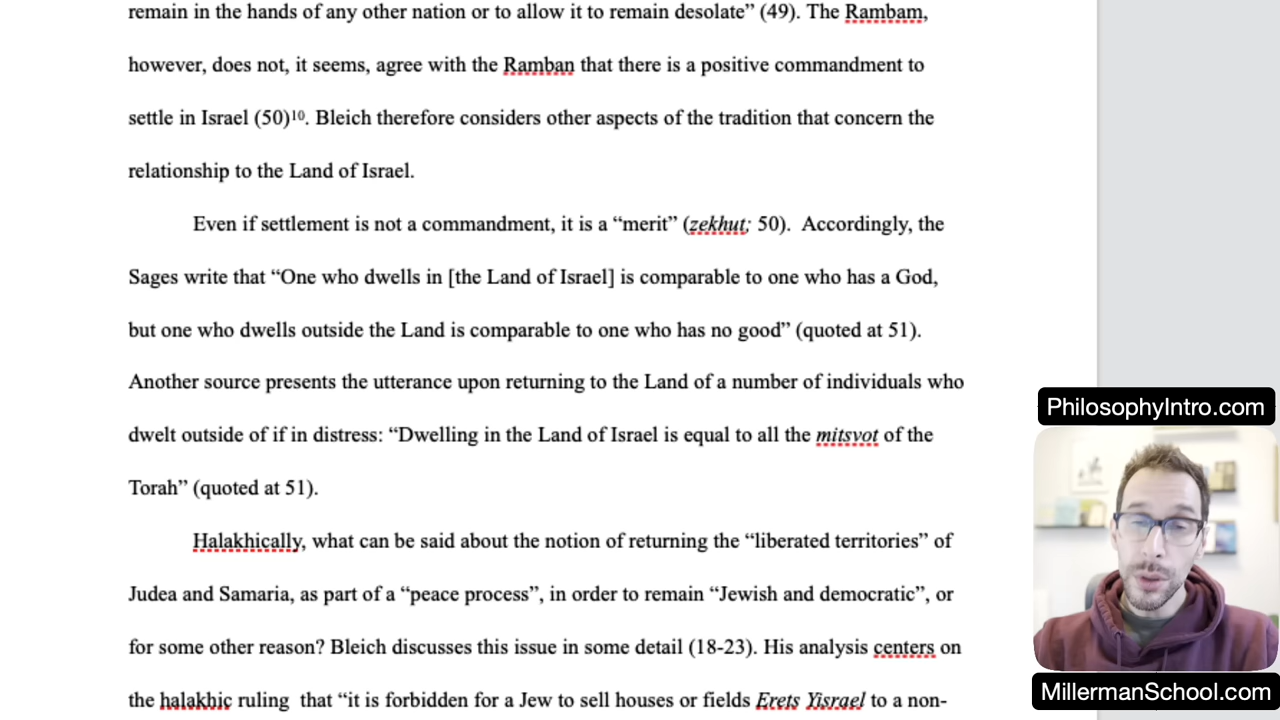 remain in the hands of any other nation or to allow it to remain desolate” (49). The Rambam,
however, does not, it seems, agree with the Ramban that there is a positive commandment to
settle in Israel (50)¹⁰. Bleich therefore considers other aspects of the tradition that concern the
relationship to the Land of Israel.
Even if settlement is not a commandment, it is a “merit” (zekhut; 50).  Accordingly, the
Sages write that “One who dwells in [the Land of Israel] is comparable to one who has a God,
but one who dwells outside the Land is comparable to one who has no good” (quoted at 51).
Another source presents the utterance upon returning to the Land of a number of individuals who
dwelt outside of if in distress: “Dwelling in the Land of Israel is equal to all the mitsvot of the
Torah” (quoted at 51).
Halakhically, what can be said about the notion of returning the “liberated territories” of
Judea and Samaria, as part of a “peace process”, in order to remain “Jewish and democratic”, or
for some other reason? Bleich discusses this issue in some detail (18-23). His analysis centers on
the halakhic ruling  that “it is forbidden for a Jew to sell houses or fields Erets Yisrael to a non-
PhilosophyIntro.com
MillermanSchool.com